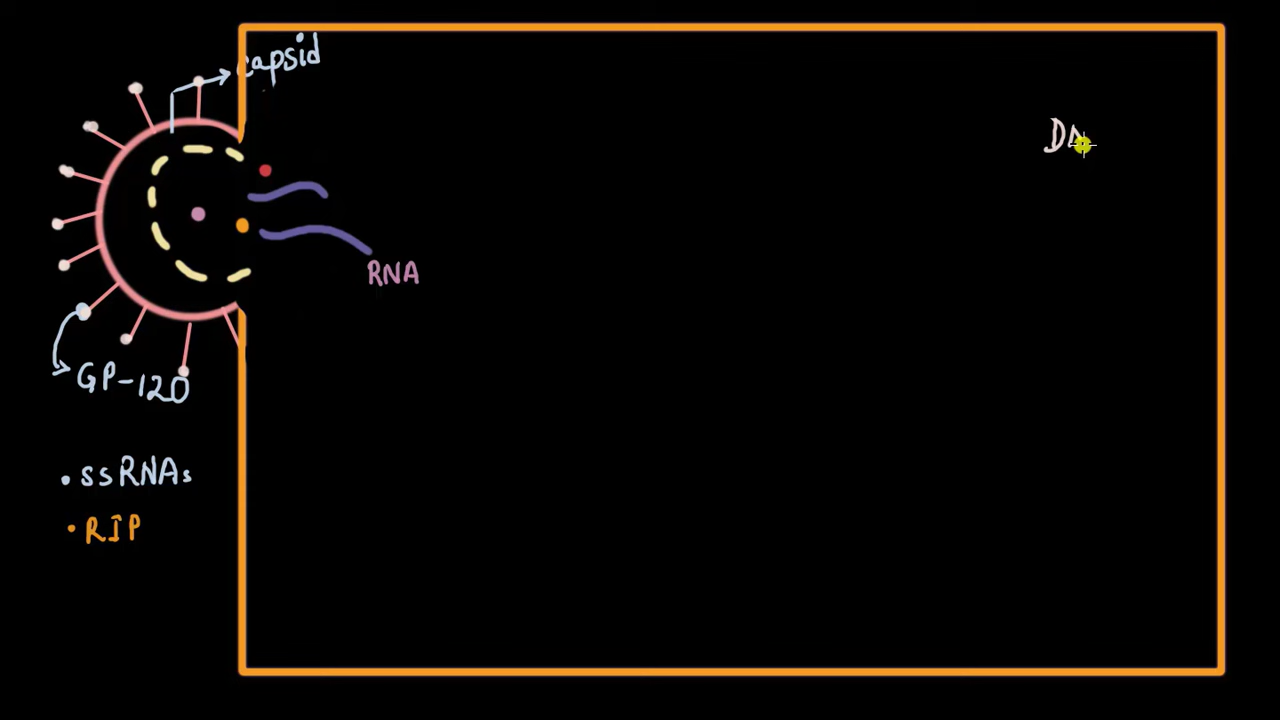 capsid
RNA
GP-120
• ssRNAs
• RIP